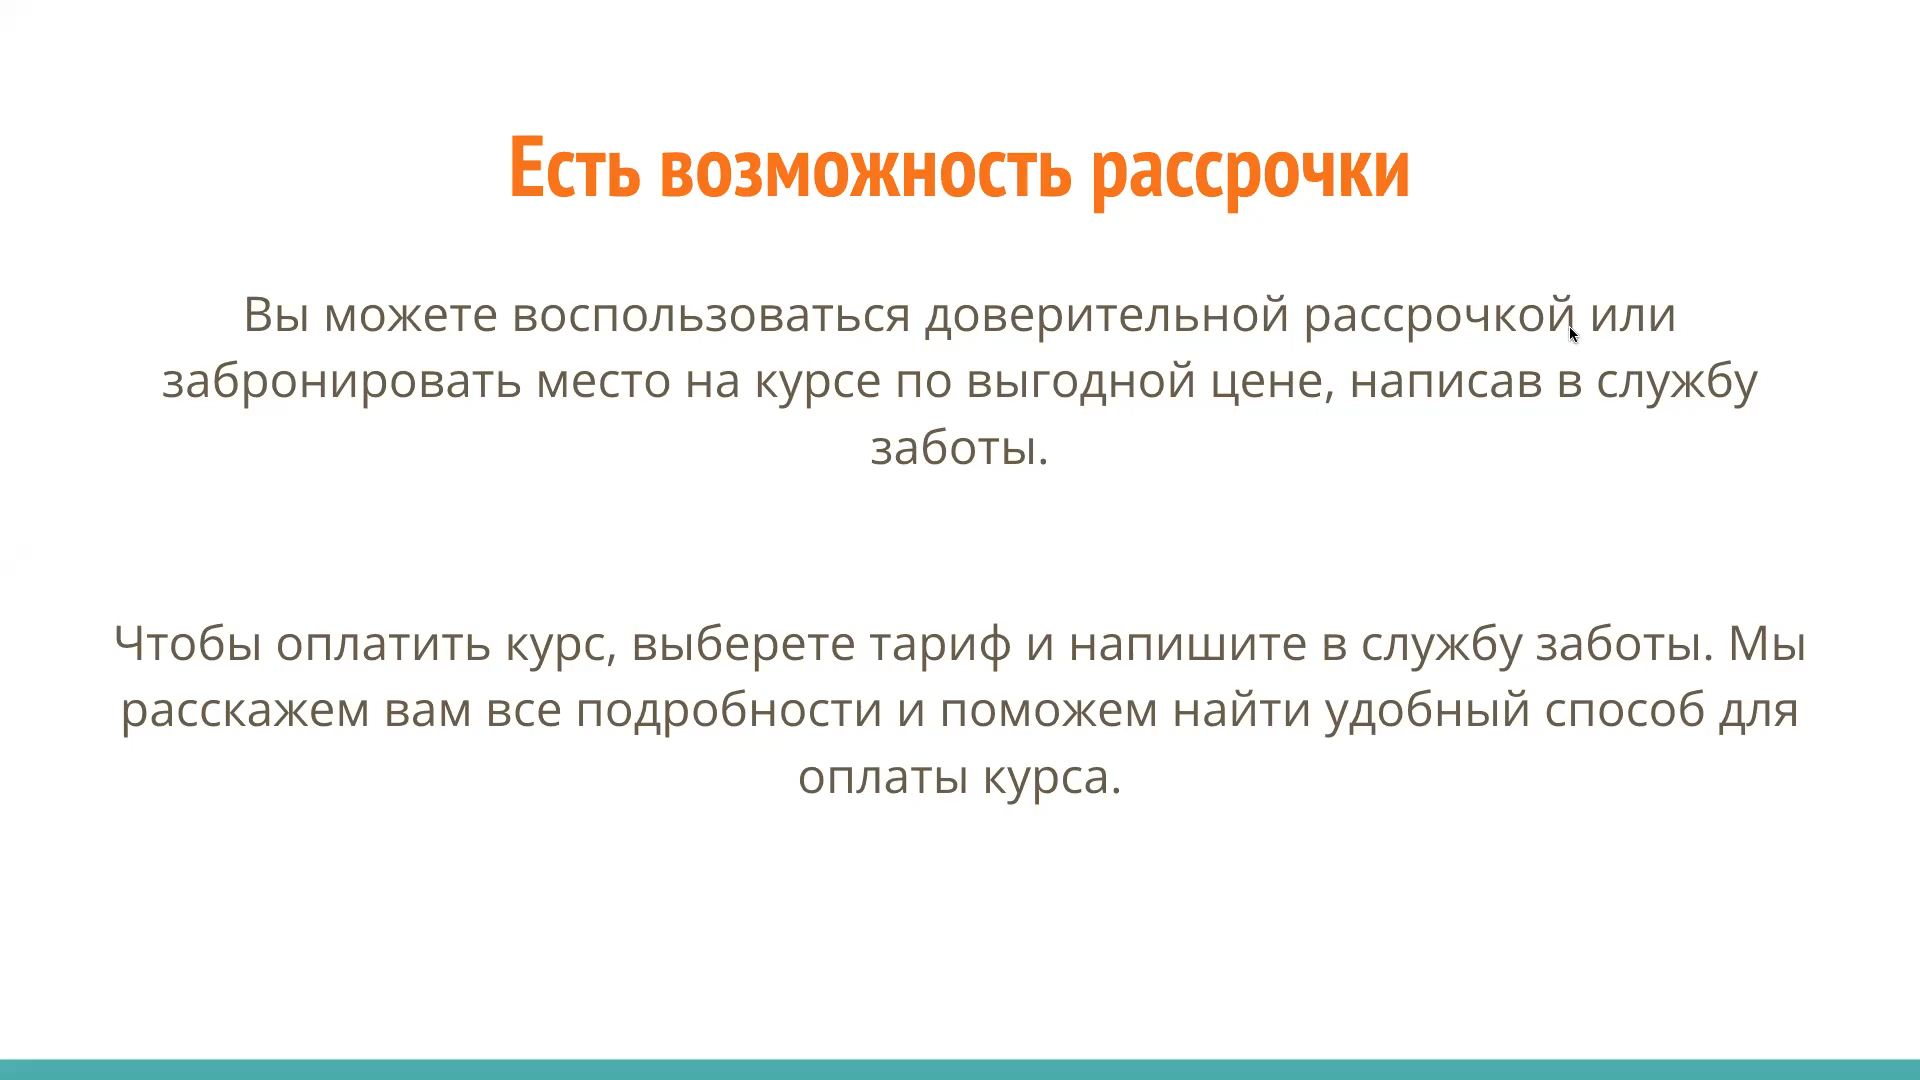 Есть возможность рассрочки
Вы можете воспользоваться доверительной рассрочкой или
забронировать место на курсе по выгодной цене, написав в службу
заботы.
Чтобы оплатить курс, выберете тариф и напишите в службу заботы. Мы
расскажем вам все подробности и поможем найти удобный способ для
оплаты курса.